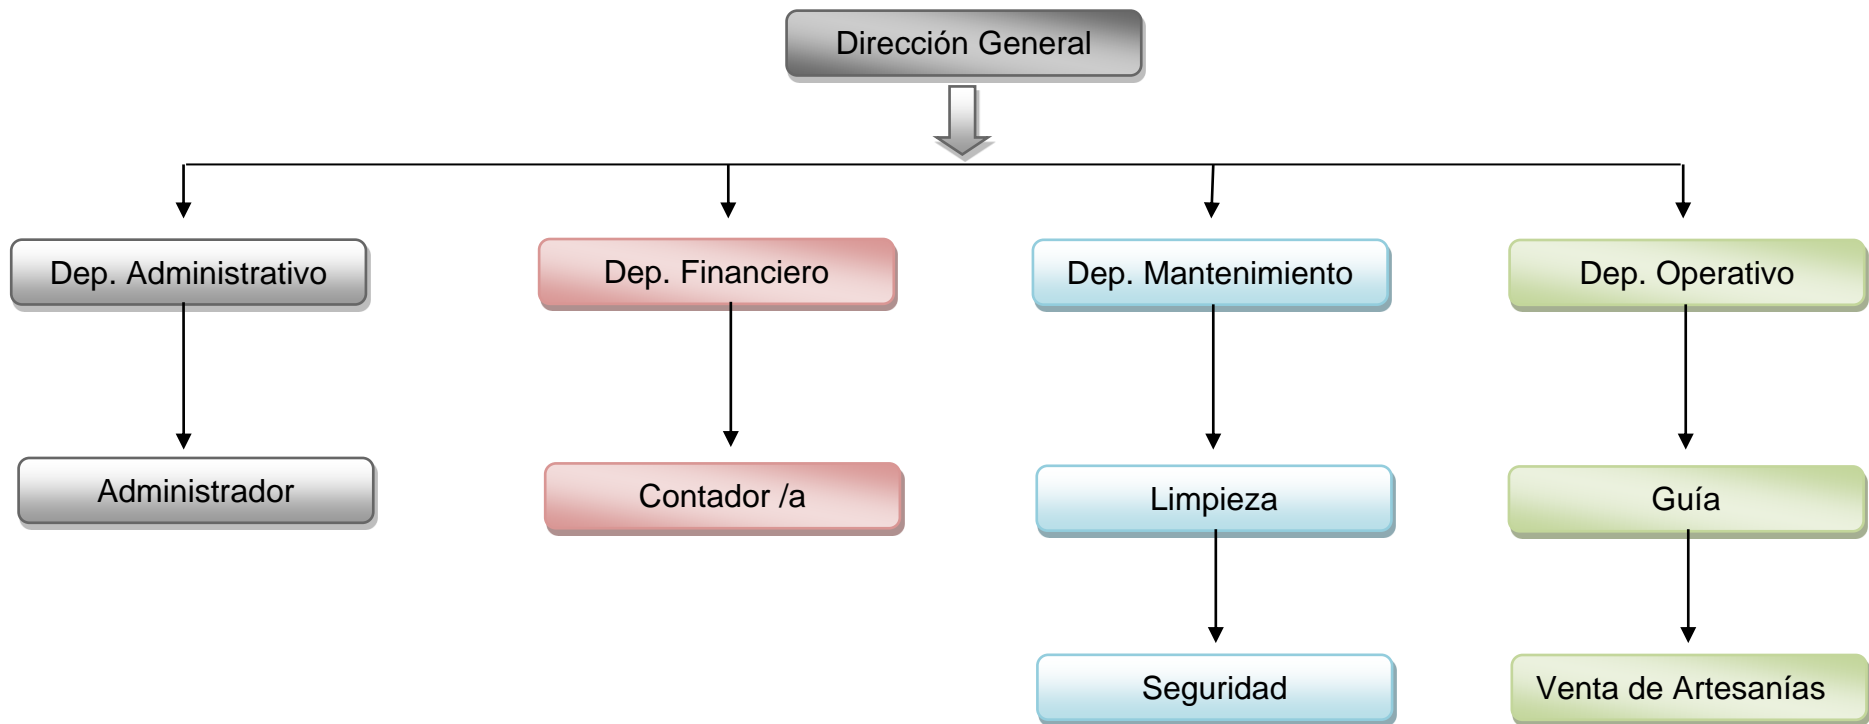 Dirección General
Dep. Administrativo
Dep. Financiero
Dep. Mantenimiento
Dep. Operativo
Administrador
Contador /a
Limpieza
Guía
Seguridad
Venta de Artesanías